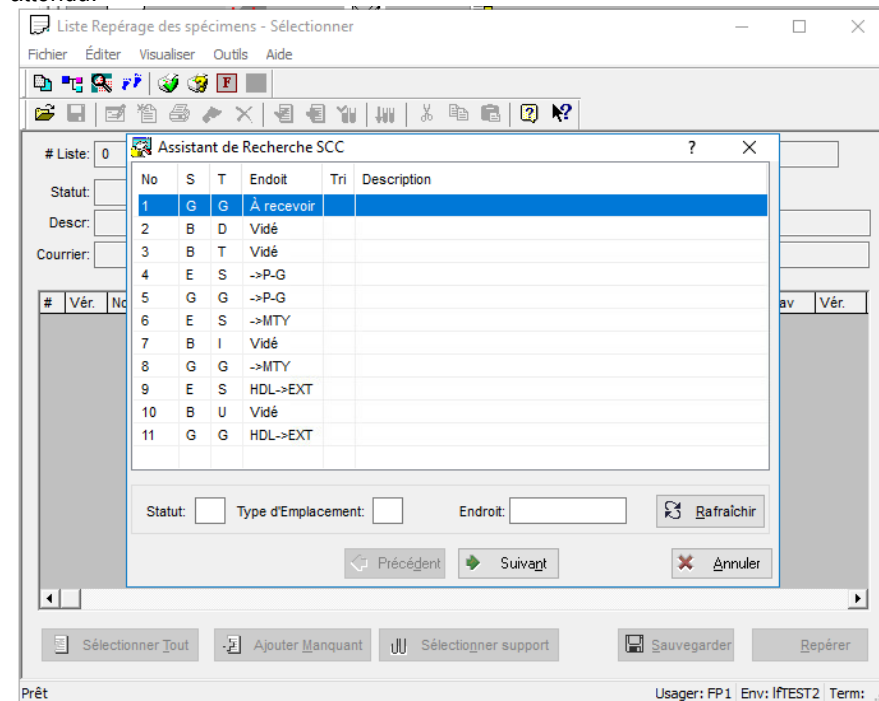 Liste Repérage des spécimens - Sélectionner
Fichier Éditer Visualiser Outils Aide
# Liste: 0
Assistant de Recherche SCC
Statut:
Descr:
Courrier:
No S T Endoit Tri Description
1 G G À recevoir
2 B D Vidé
3 B T Vidé
4 E S ->P-G
5 G G ->P-G
6 E S ->MTY
7 B I Vidé
8 G G ->MTY
9 E S HDL->EXT
10 B U Vidé
11 G G HDL->EXT
# Vér. av Vér.
Statut: Type d'Emplacement: Endroit: Rafraîchir
Précédent Suivant Annuler
Sélectionner Tout Ajouter Manquant Sélectionner support Sauvegarder Repérer
Prêt Usager: FP1 Env: lfTEST2 Term: